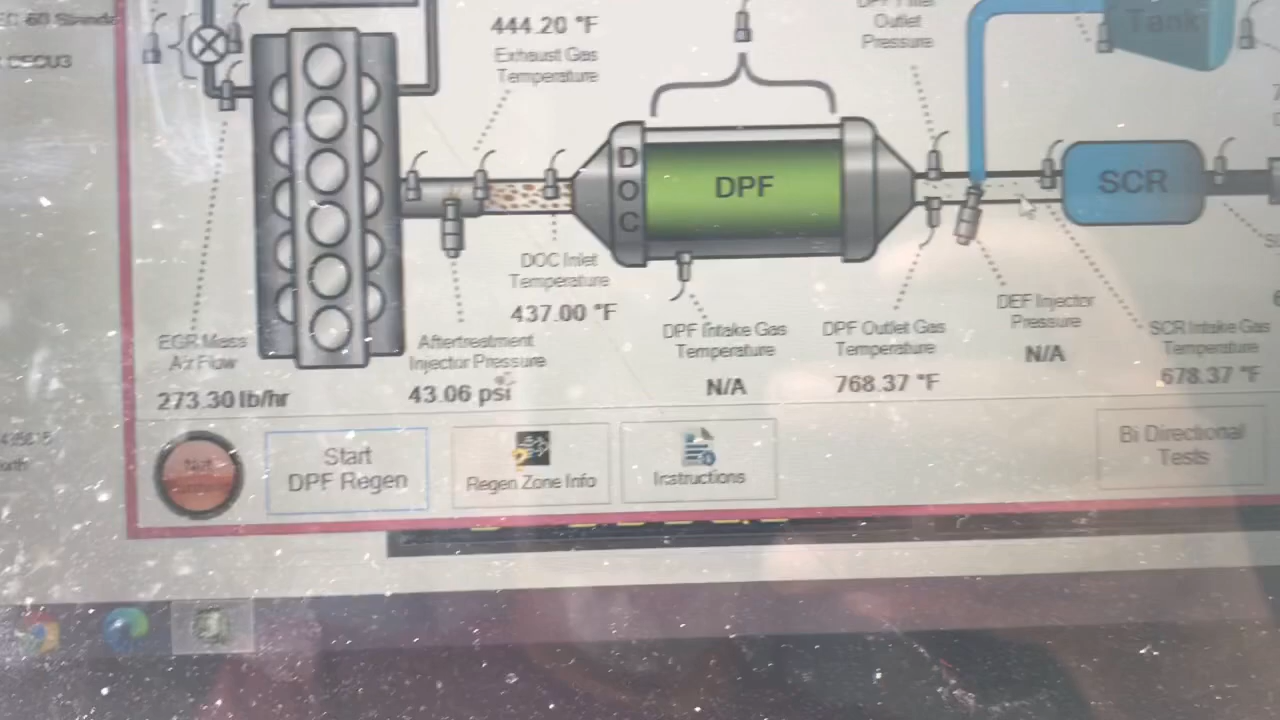 444.20 °F
Exhaust Gas
Temperature
Outlet
Pressure
Tank
D
O
C
DPF
SCR
DOC Inlet
Temperature
437.00 °F
EGR Mass
Air Flow
273.30 lb/hr
Aftertreatment
Injector Pressure
43.06 psi
DPF Intake Gas
Temperature
N/A
DPF Outlet Gas
Temperature
768.37 °F
DEF Injector
Pressure
N/A
SCR Intake Gas
Temperature
678.37 °F
Start
DPF Regen
Regen Zone Info
Instructions
Bi Directional
Tests